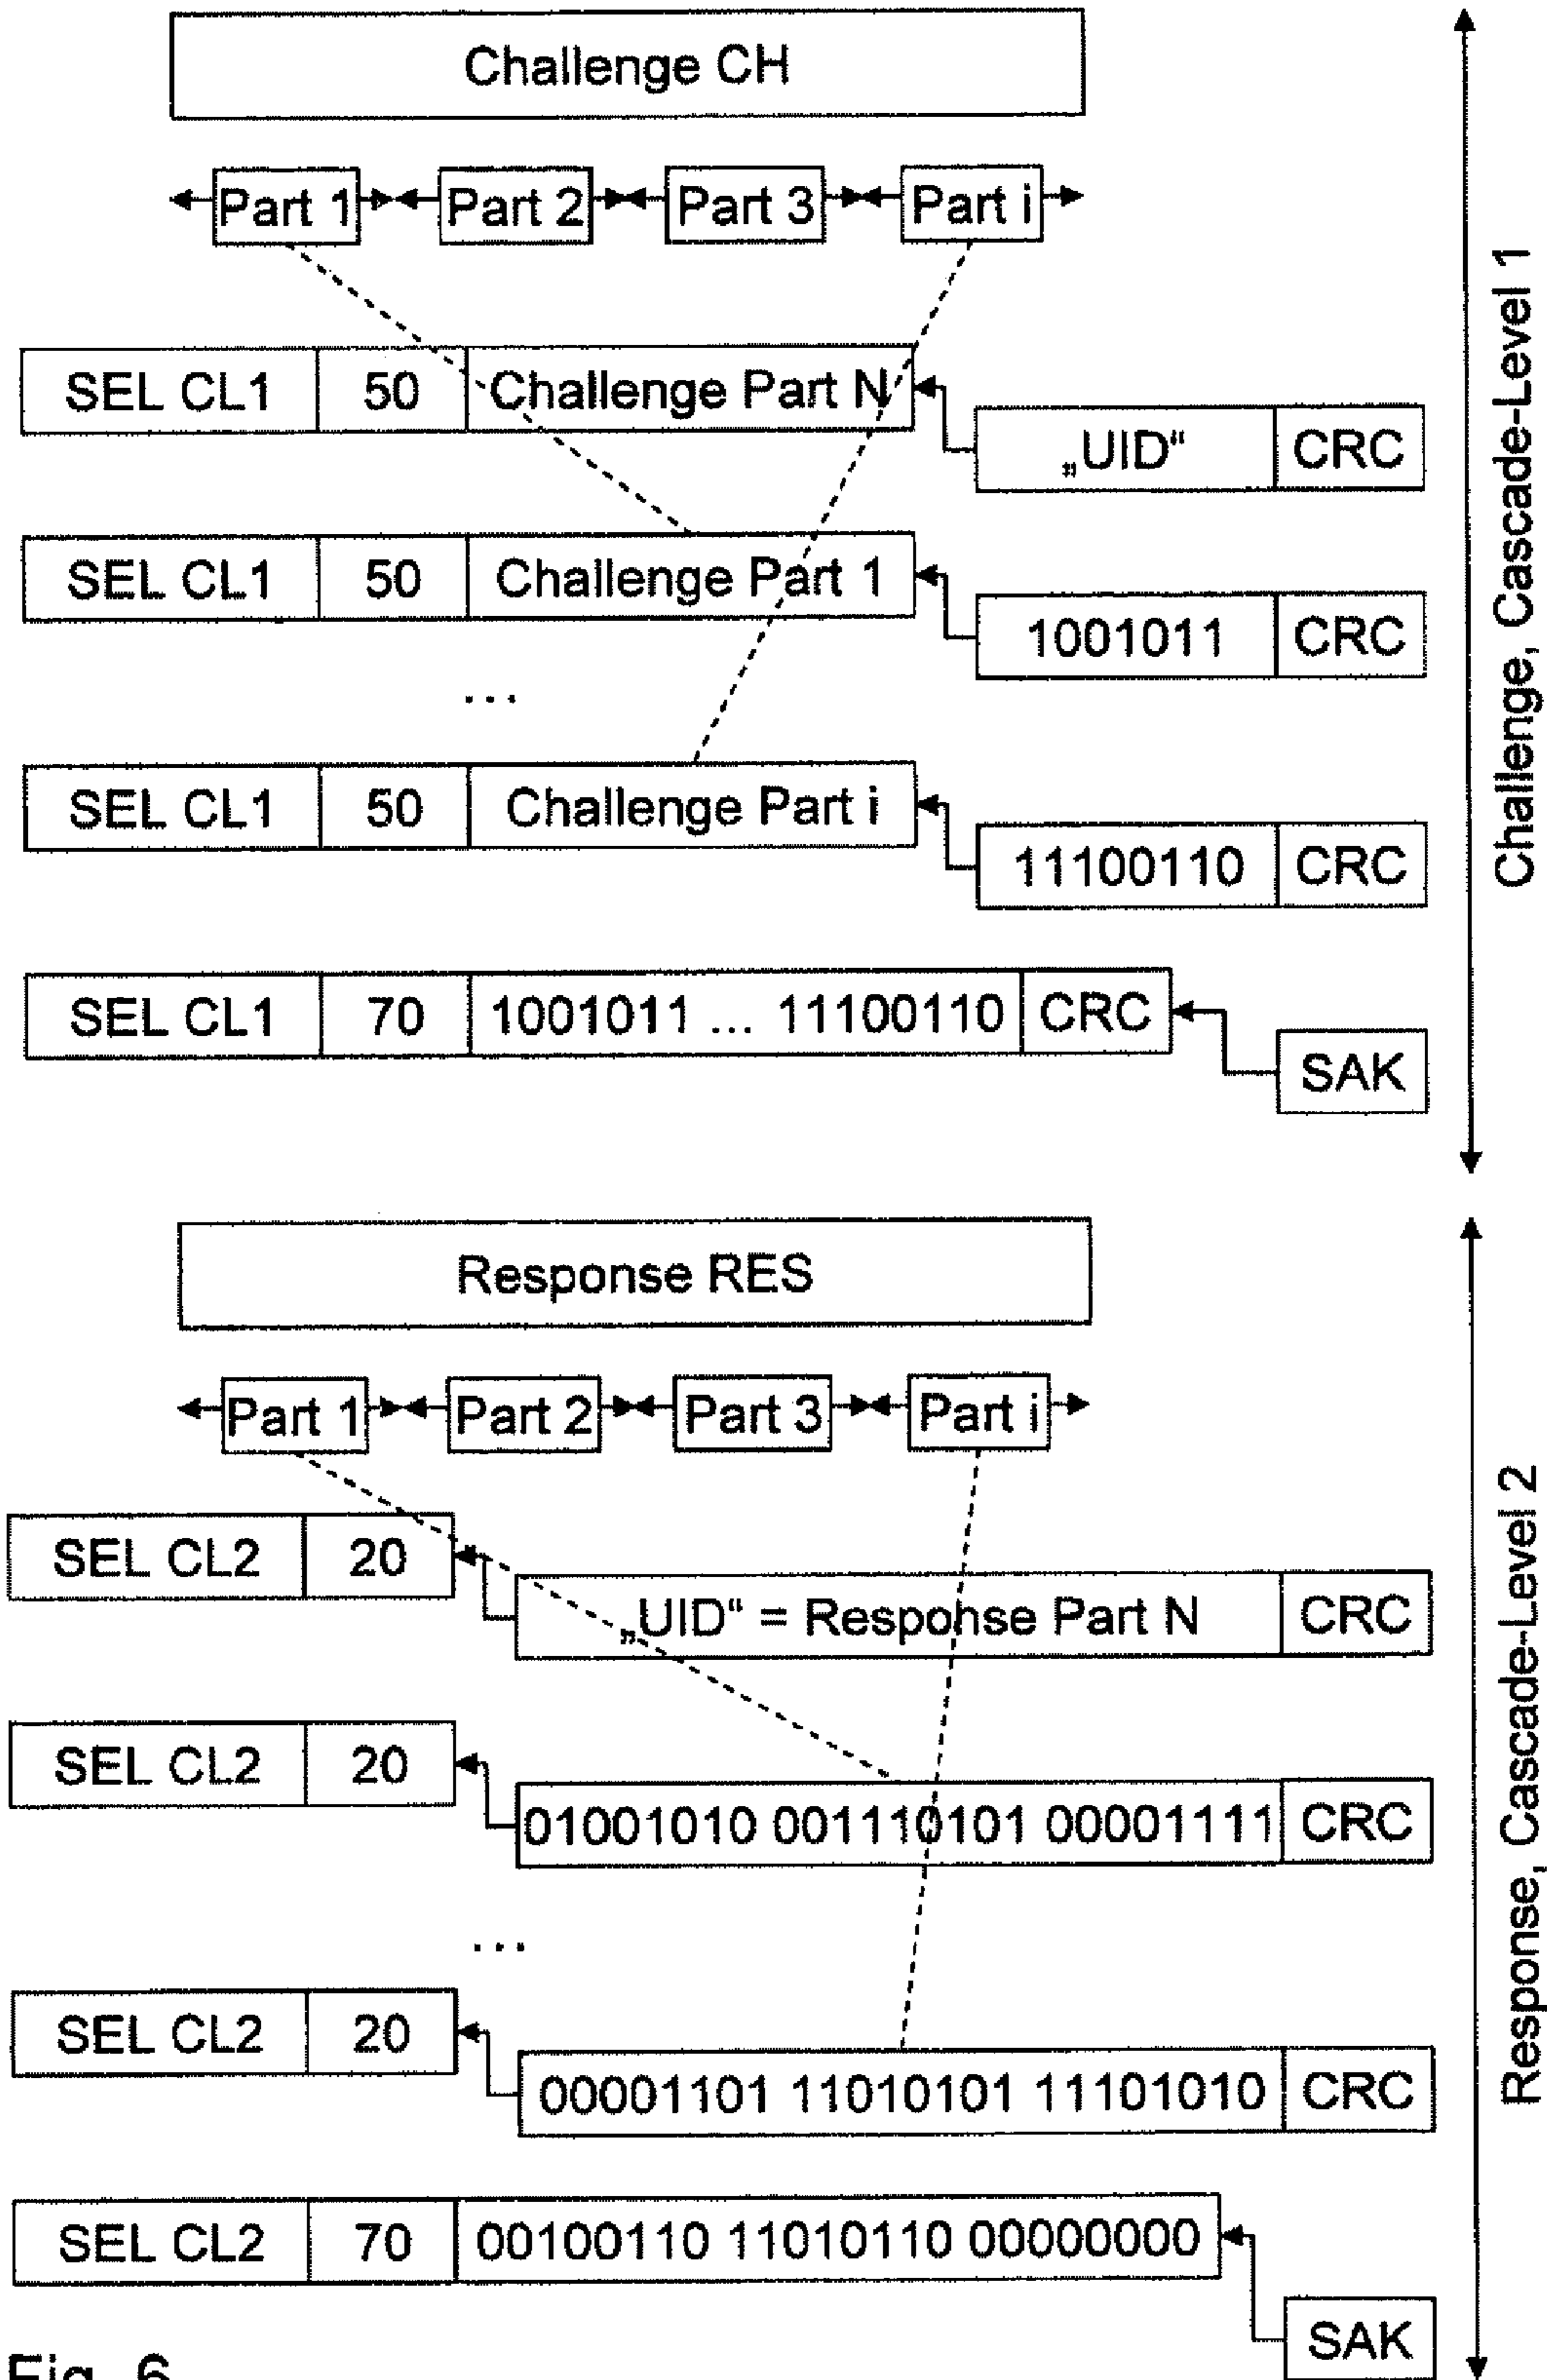 Challenge CH
Part 1 Part 2 Part 3 Part i
SEL CL1 50 Challenge Part N
„UID“ CRC
SEL CL1 50 Challenge Part 1
1001011 CRC
...
SEL CL1 50 Challenge Part i
11100110 CRC
SEL CL1 70 1001011 ... 11100110 CRC
SAK
Challenge, Cascade-Level 1
Response RES
Part 1 Part 2 Part 3 Part i
SEL CL2 20
„UID“ = Response Part N CRC
SEL CL2 20
01001010 001110101 00001111 CRC
...
SEL CL2 20
00001101 11010101 11101010 CRC
SEL CL2 70 00100110 11010110 00000000
SAK
Response, Cascade-Level 2
Fig. 6